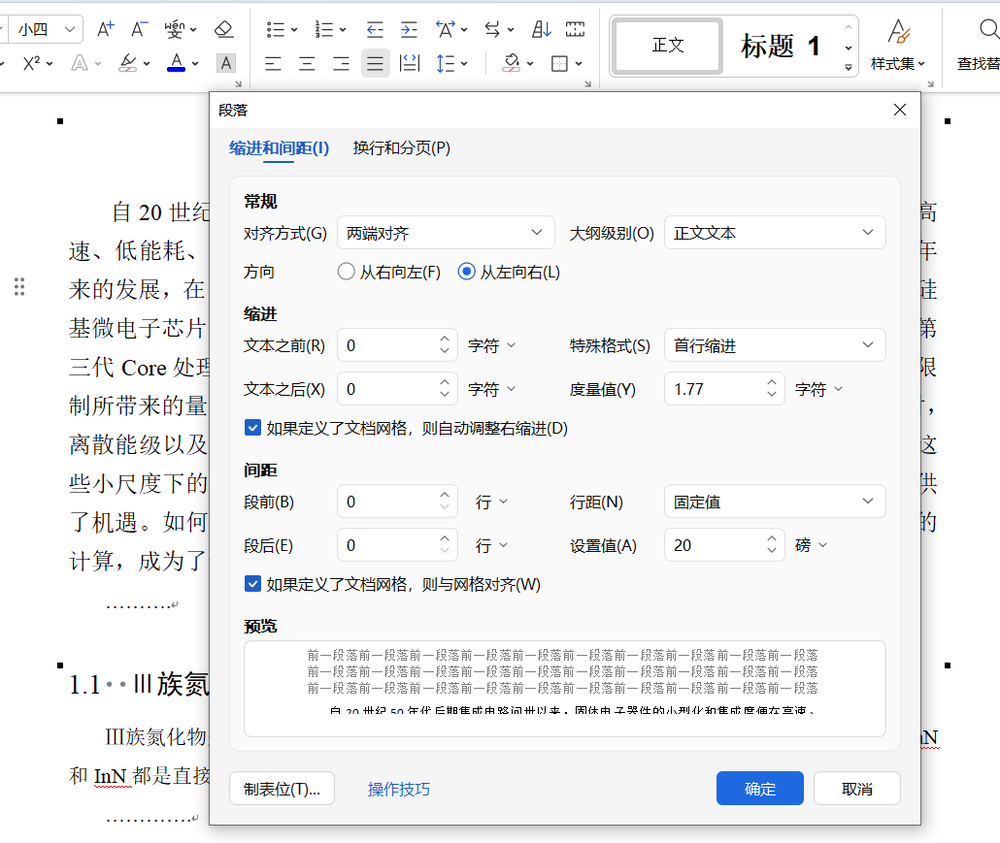 小四 A+ A- wén
X² A A A
正文 标题 1 样式集 查找替
段落
缩进和间距(I) 换行和分页(P)
常规
对齐方式(G) 两端对齐 大纲级别(O) 正文文本
方向 从右向左(F) 从左向右(L)
缩进
文本之前(R) 0 字符 特殊格式(S) 首行缩进
文本之后(X) 0 字符 度量值(Y) 1.77 字符
如果定义了文档网格，则自动调整右缩进(D)
间距
段前(B) 0 行 行距(N) 固定值
段后(E) 0 行 设置值(A) 20 磅
如果定义了文档网格，则与网格对齐(W)
预览
前一段落前一段落前一段落前一段落前一段落前一段落前一段落前一段落前一段落前一段落
前一段落前一段落前一段落前一段落前一段落前一段落前一段落前一段落前一段落前一段落
前一段落前一段落前一段落前一段落前一段落前一段落前一段落前一段落前一段落前一段落
自 20 世纪 50 年代后期集成电路问世以来，固体电子器件的小型化和集成度便在高速、
制表位(T)... 操作技巧 确定 取消
自 20 世纪 高
速、低能耗、 年
来的发展，在 硅
基微电子芯片 第
三代 Core 处理 限
制所带来的量 ，
离散能级以及 这
些小尺度下的 供
了机遇。如何 的
计算，成为了
……….
1.1 Ⅲ族氮
Ⅲ族氮化物 N
和 InN 都是直接
………….